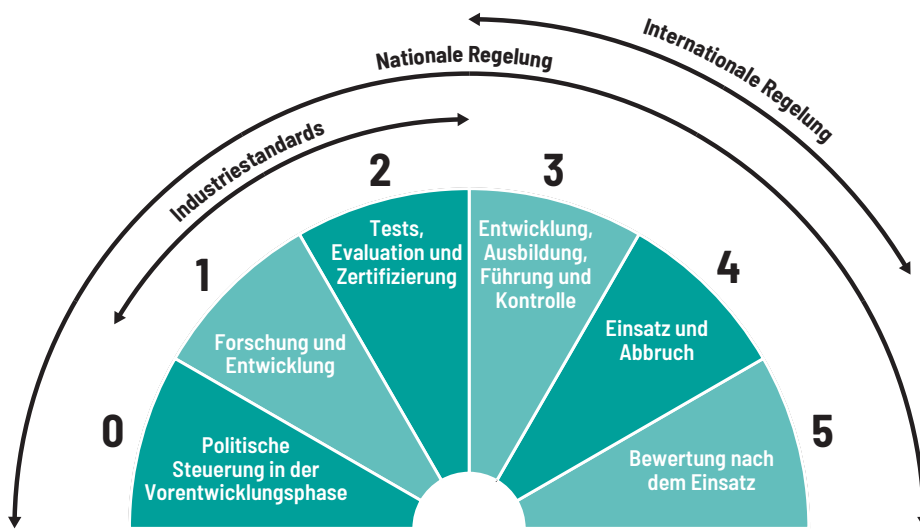 Internationale Regelung
Nationale Regelung
Industriestandards
0
Politische
Steuerung in der
Vorentwicklungsphase
1
Forschung und
Entwicklung
2
Tests,
Evaluation und
Zertifizierung
3
Entwicklung,
Ausbildung,
Führung und
Kontrolle
4
Einsatz und
Abbruch
5
Bewertung nach
dem Einsatz